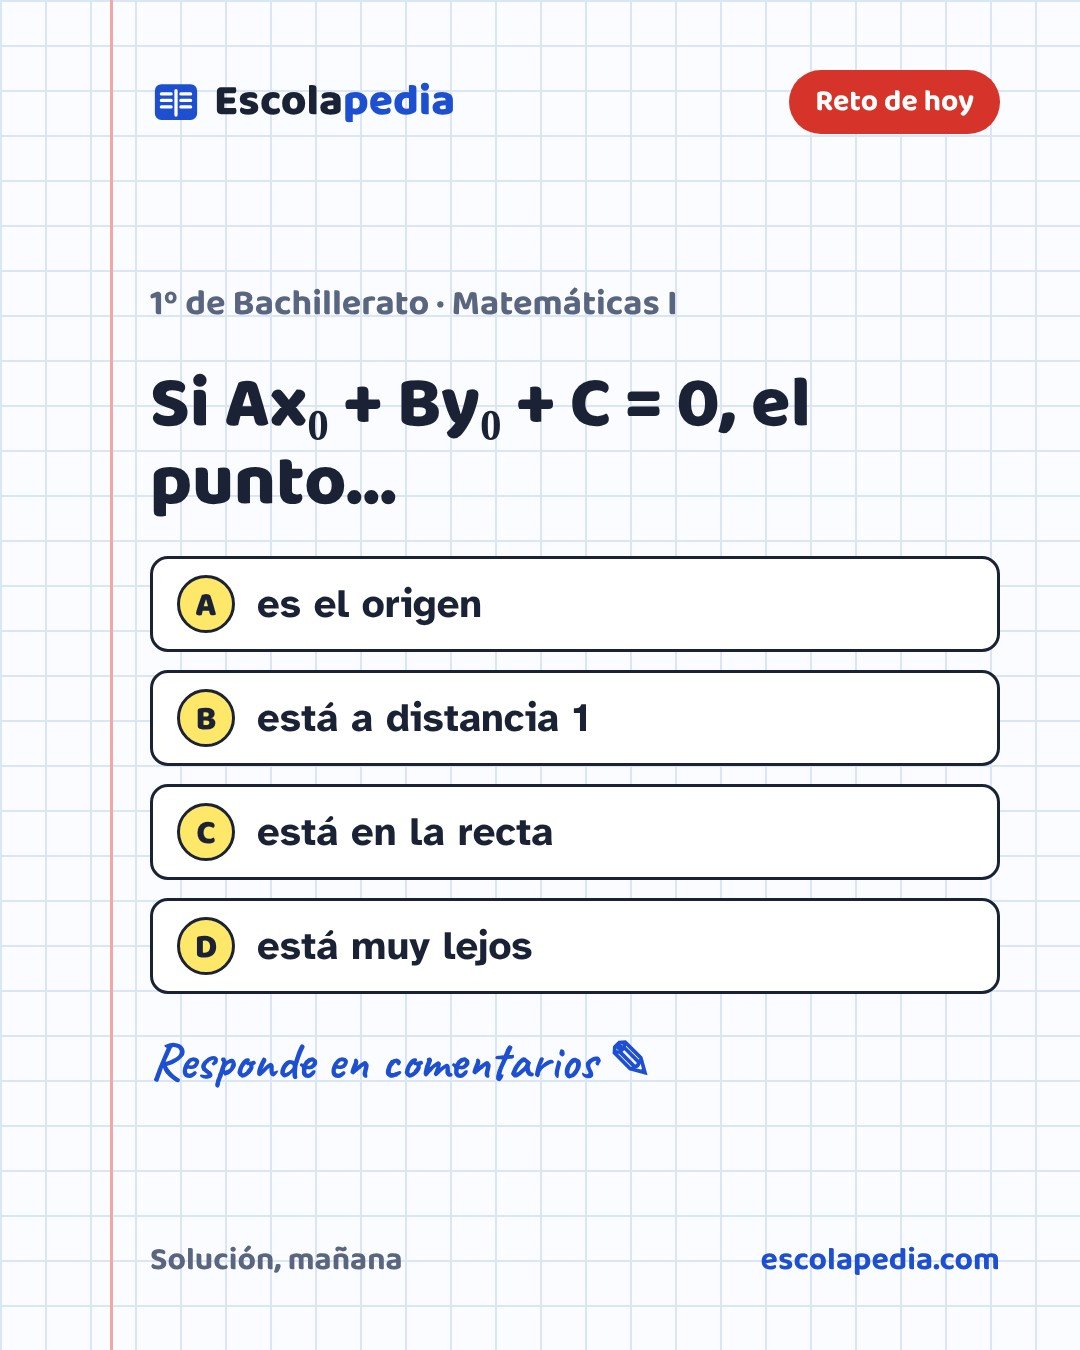 Escolapedia
Reto de hoy
1º de Bachillerato · Matemáticas I
Si Ax₀ + By₀ + C = 0, el
punto...
A es el origen
B está a distancia 1
C está en la recta
D está muy lejos
Responde en comentarios ✎
Solución, mañana
escolapedia.com